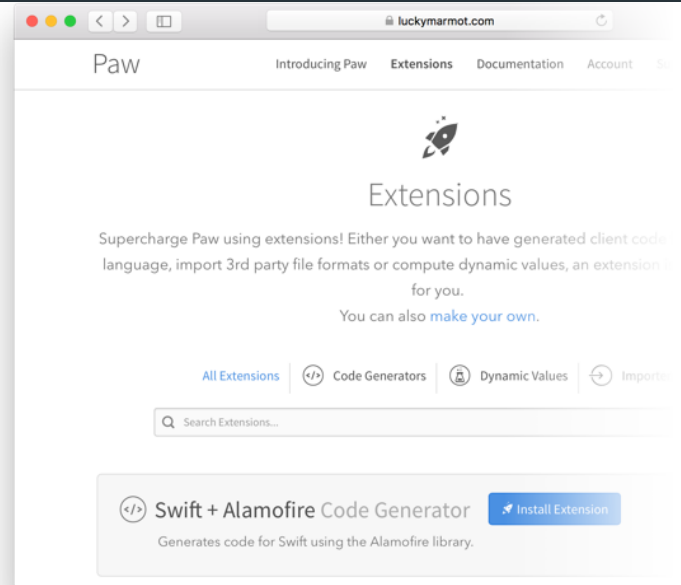 luckymarmot.com
Paw
Introducing Paw Extensions Documentation Account
Extensions
Supercharge Paw using extensions! Either you want to have generated client code
language, import 3rd party file formats or compute dynamic values, an extension
for you.
You can also make your own.
All Extensions </> Code Generators Dynamic Values
Search Extensions...
</> Swift + Alamofire Code Generator Install Extension
Generates code for Swift using the Alamofire library.